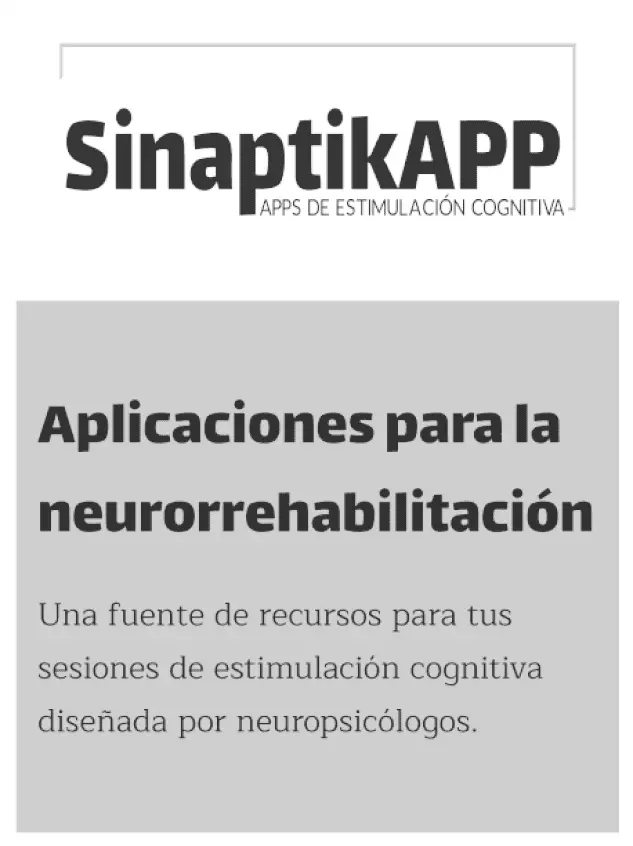 SinaptikAPP
APPS DE ESTIMULACIÓN COGNITIVA
Aplicaciones para la
neurorrehabilitación
Una fuente de recursos para tus
sesiones de estimulación cognitiva
diseñada por neuropsicólogos.